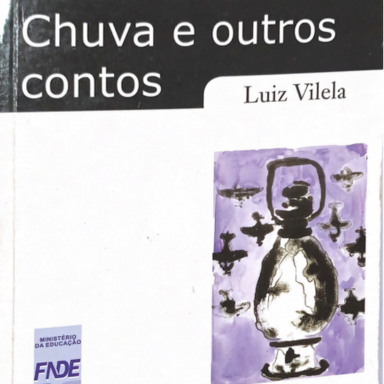 Chuva e outros
contos
Luiz Vilela
MINISTÉRIO
DA EDUCAÇÃO
FNDE